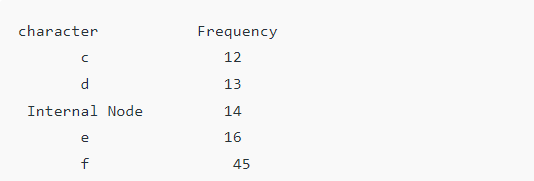 character Frequency
c 12
d 13
Internal Node 14
e 16
f 45